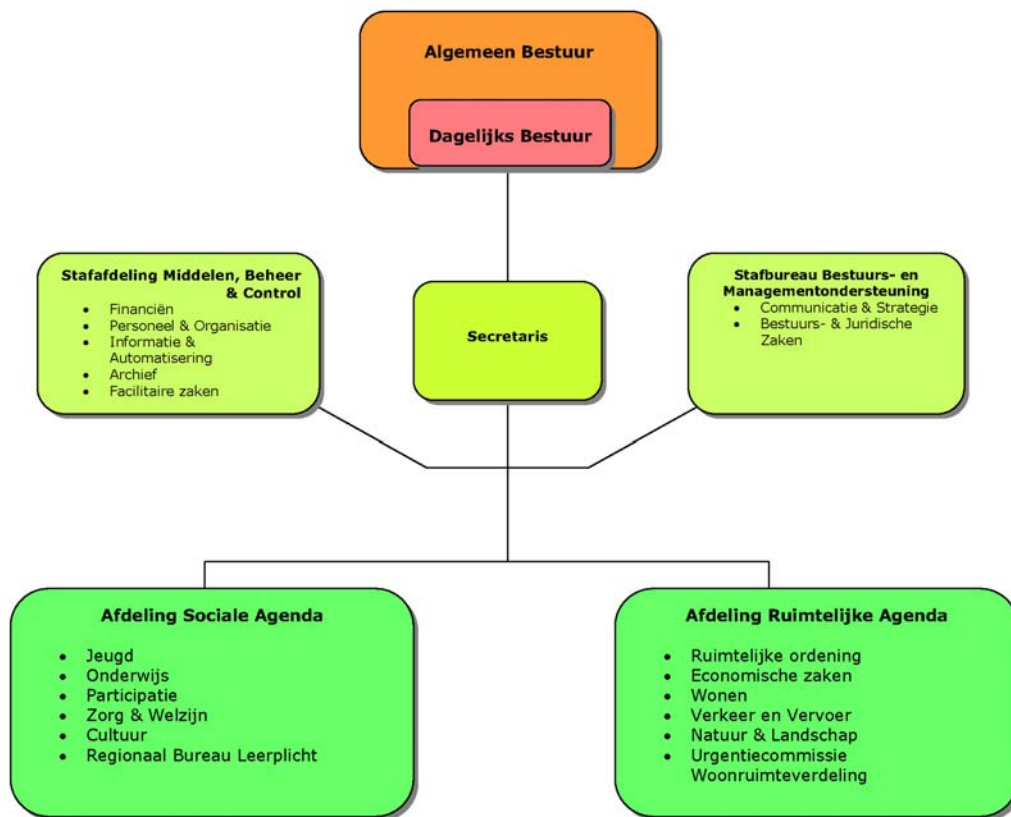 Algemeen Bestuur
Dagelijks Bestuur
Stafafdeling Middelen, Beheer
& Control
• Financiën
• Personeel & Organisatie
• Informatie &
Automatisering
• Archief
• Facilitaire zaken
Secretaris
Stafbureau Bestuurs- en
Managementondersteuning
• Communicatie & Strategie
• Bestuurs- & Juridische
Zaken
Afdeling Sociale Agenda
• Jeugd
• Onderwijs
• Participatie
• Zorg & Welzijn
• Cultuur
• Regionaal Bureau Leerplicht
Afdeling Ruimtelijke Agenda
• Ruimtelijke ordening
• Economische zaken
• Wonen
• Verkeer en Vervoer
• Natuur & Landschap
• Urgentiecommissie
Woonruimteverdeling